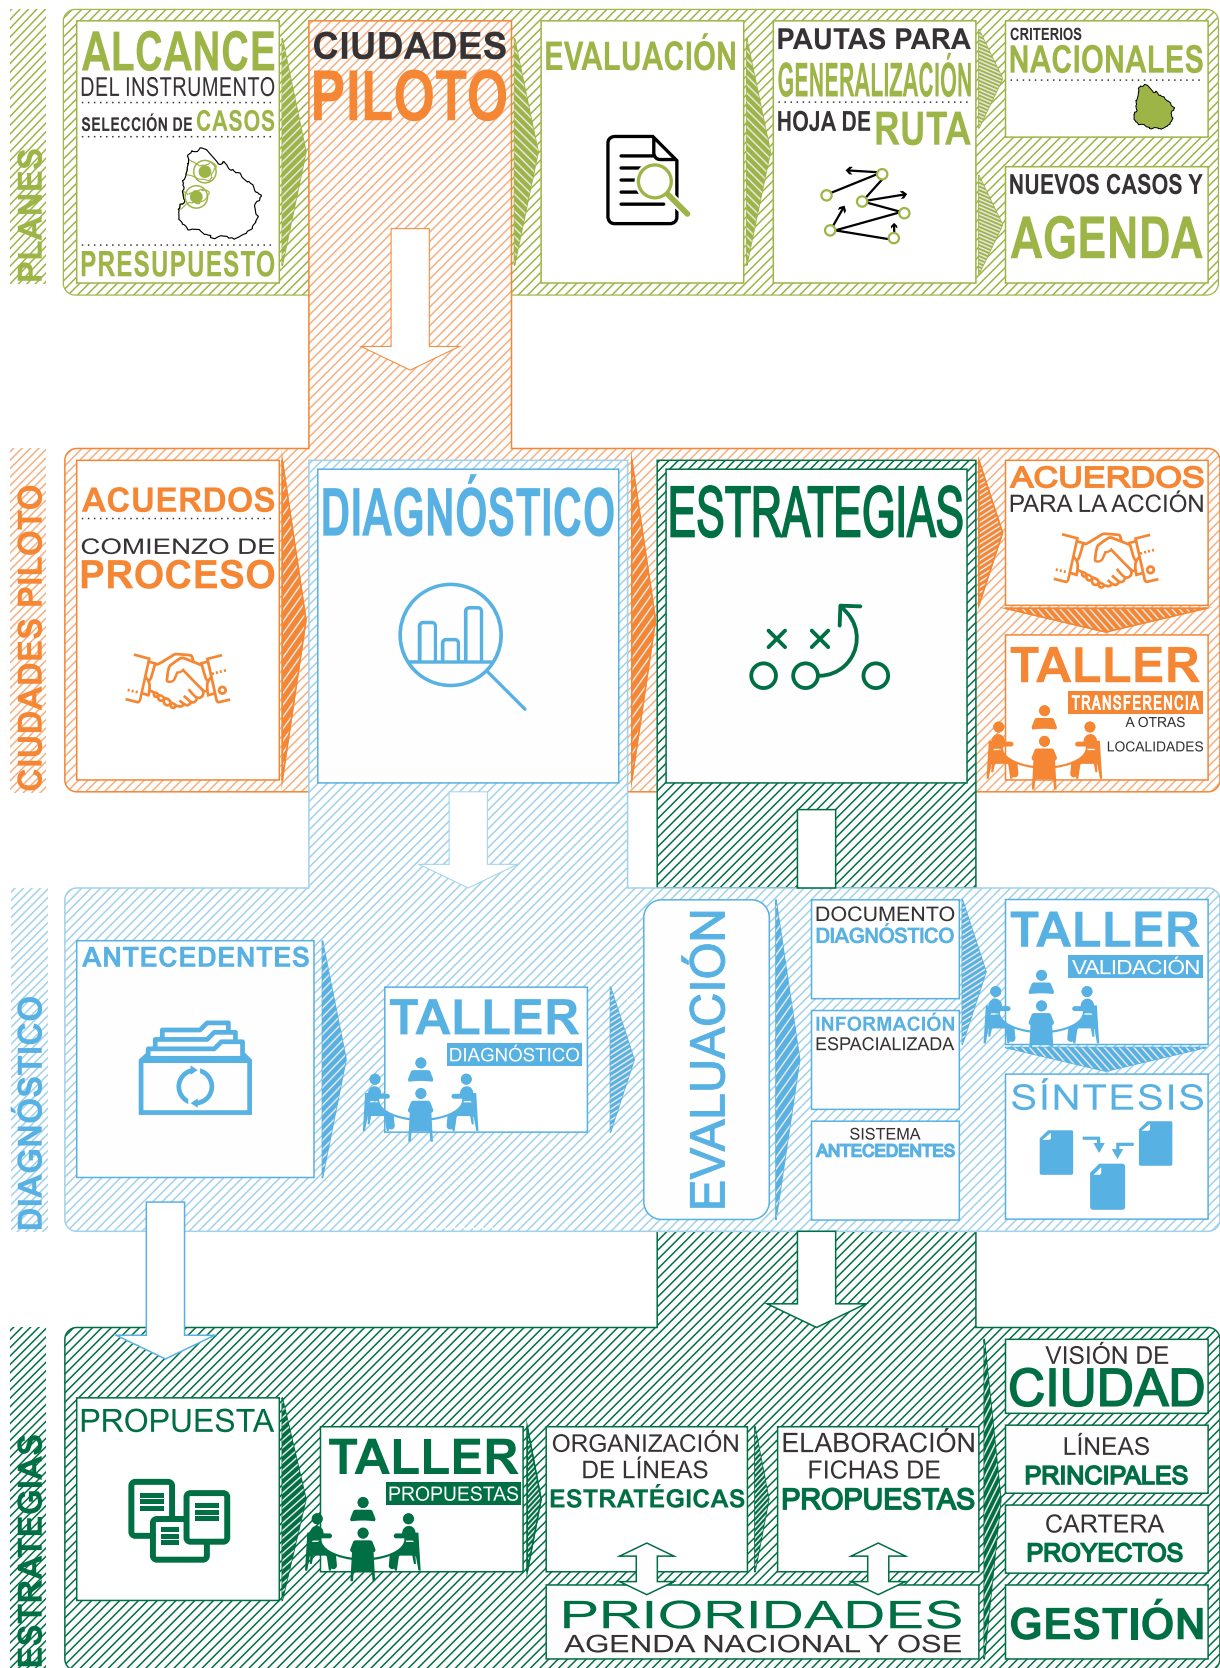 PLANES
ALCANCE
DEL INSTRUMENTO
SELECCIÓN DE CASOS
PRESUPUESTO
CIUDADES
PILOTO
EVALUACIÓN
PAUTAS PARA
GENERALIZACIÓN
HOJA DE RUTA
CRITERIOS
NACIONALES
NUEVOS CASOS Y
AGENDA
CIUDADES PILOTO
ACUERDOS
COMIENZO DE
PROCESO
DIAGNÓSTICO
ESTRATEGIAS
ACUERDOS
PARA LA ACCIÓN
TALLER
TRANSFERENCIA
A OTRAS
LOCALIDADES
DIAGNÓSTICO
ANTECEDENTES
TALLER
DIAGNÓSTICO
EVALUACIÓN
DOCUMENTO
DIAGNÓSTICO
INFORMACIÓN
ESPACIALIZADA
SISTEMA
ANTECEDENTES
TALLER
VALIDACIÓN
SÍNTESIS
ESTRATEGIAS
PROPUESTA
TALLER
PROPUESTAS
ORGANIZACIÓN
DE LÍNEAS
ESTRATÉGICAS
ELABORACIÓN
FICHAS DE
PROPUESTAS
PRIORIDADES
AGENDA NACIONAL Y OSE
VISIÓN DE
CIUDAD
LÍNEAS
PRINCIPALES
CARTERA
PROYECTOS
GESTIÓN